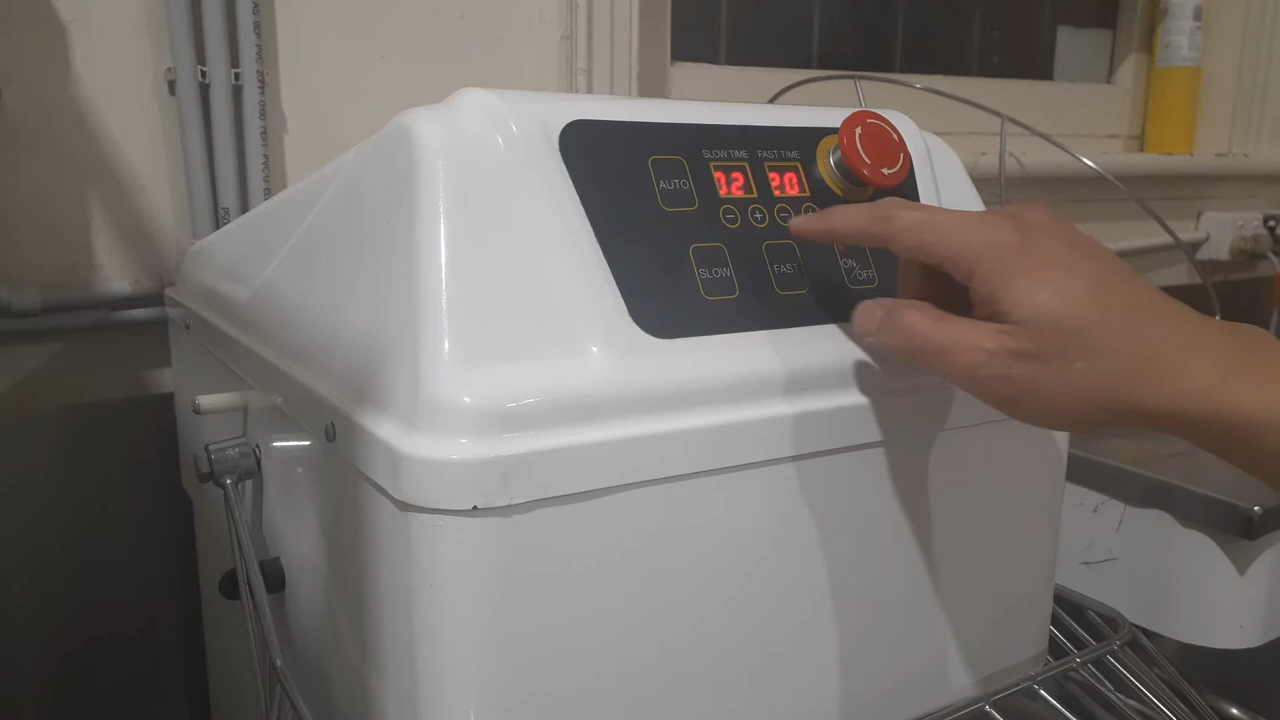 SLOW TIME FAST TIME
AUTO
02 20
− + −
SLOW FAST ON/OFF